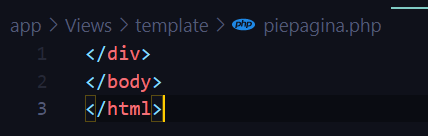 app > Views > template > php piepagina.php
1 </div>
2 </body>
3 </html>